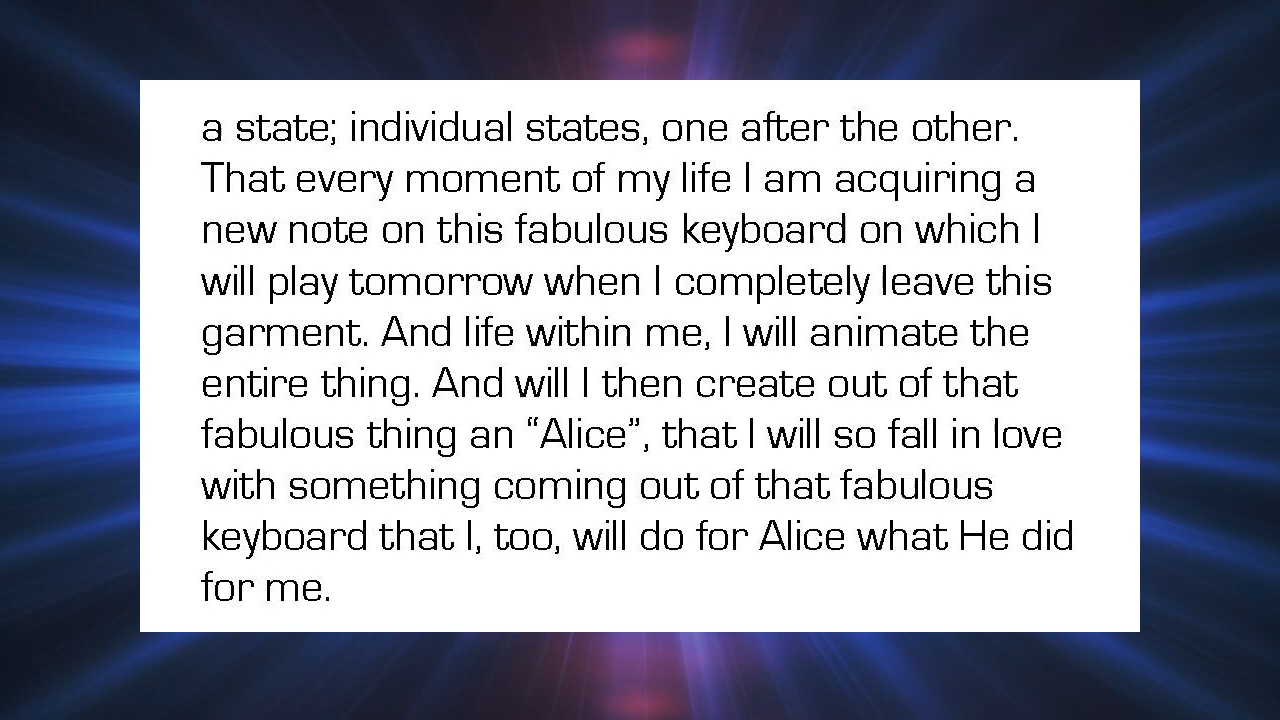 a state; individual states, one after the other.
That every moment of my life I am acquiring a
new note on this fabulous keyboard on which I
will play tomorrow when I completely leave this
garment. And life within me, I will animate the
entire thing. And will I then create out of that
fabulous thing an “Alice”, that I will so fall in love
with something coming out of that fabulous
keyboard that I, too, will do for Alice what He did
for me.